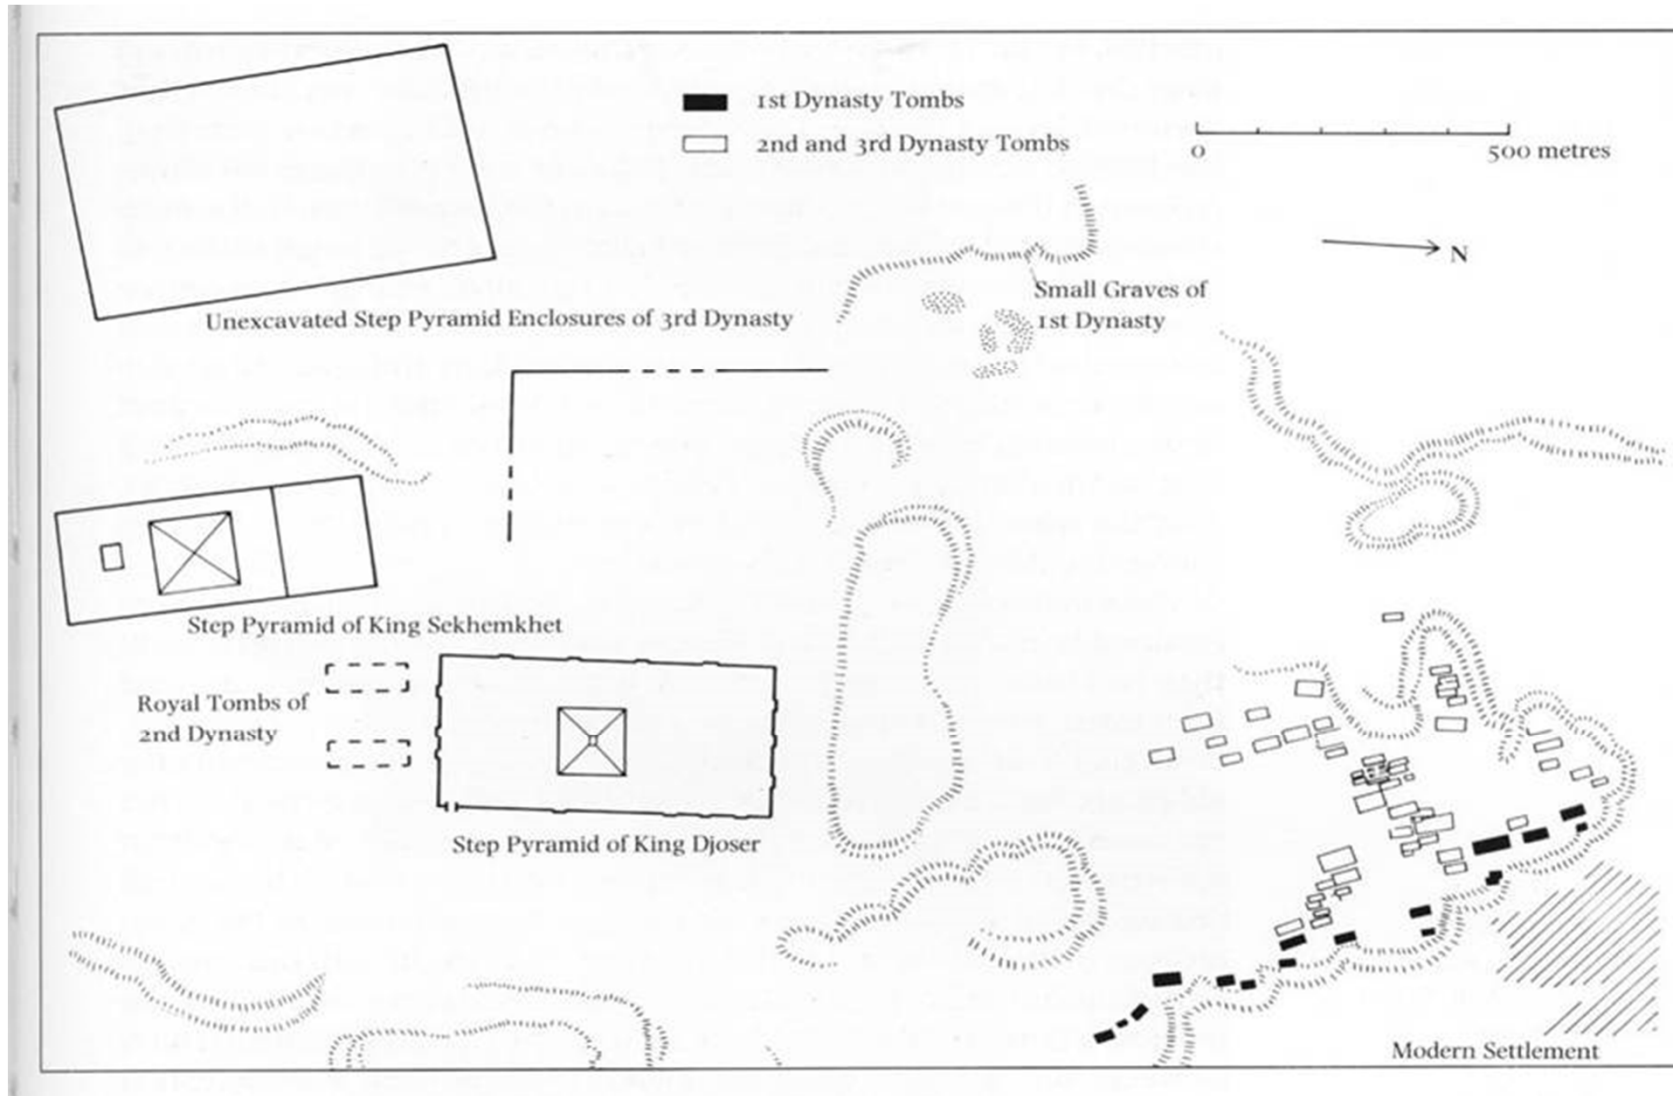 1st Dynasty Tombs
2nd and 3rd Dynasty Tombs
0
500 metres
N
Small Graves of
1st Dynasty
Unexcavated Step Pyramid Enclosures of 3rd Dynasty
Step Pyramid of King Sekhemkhet
Royal Tombs of
2nd Dynasty
Step Pyramid of King Djoser
Modern Settlement